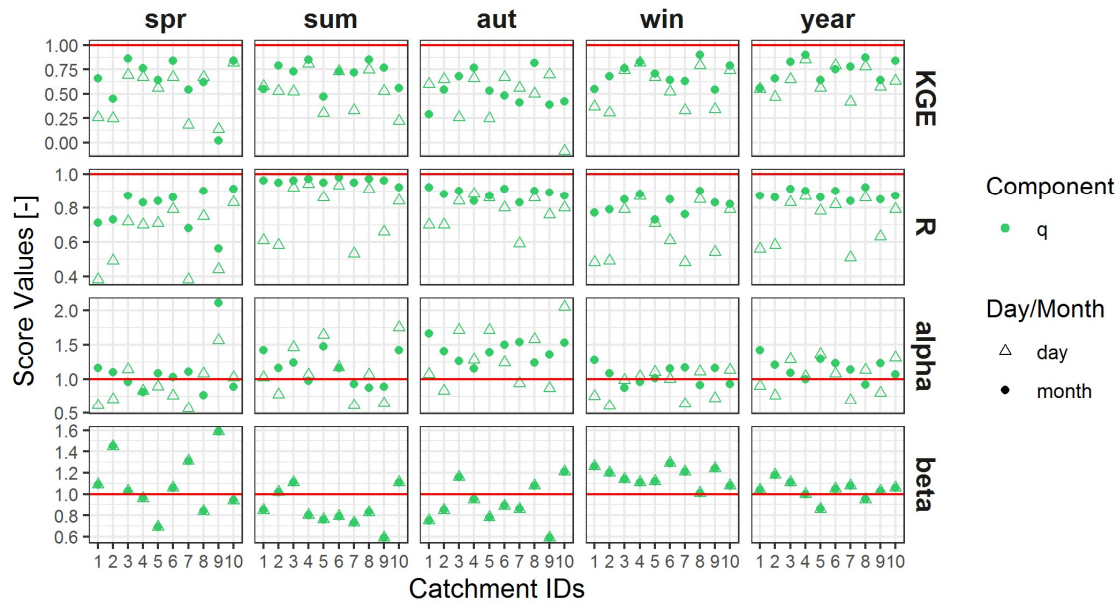 spr sum aut win year
Score Values [-]
1.00
0.75
0.50
0.25
0.00
KGE
1.0
0.8
0.6
0.4
R
2.0
1.5
1.0
0.5
alpha
1.6
1.4
1.2
1.0
0.8
0.6
beta
1 2 3 4 5 6 7 8 9 10 1 2 3 4 5 6 7 8 9 10 1 2 3 4 5 6 7 8 9 10 1 2 3 4 5 6 7 8 9 10 1 2 3 4 5 6 7 8 9 10
Catchment IDs
Component
q
Day/Month
day
month